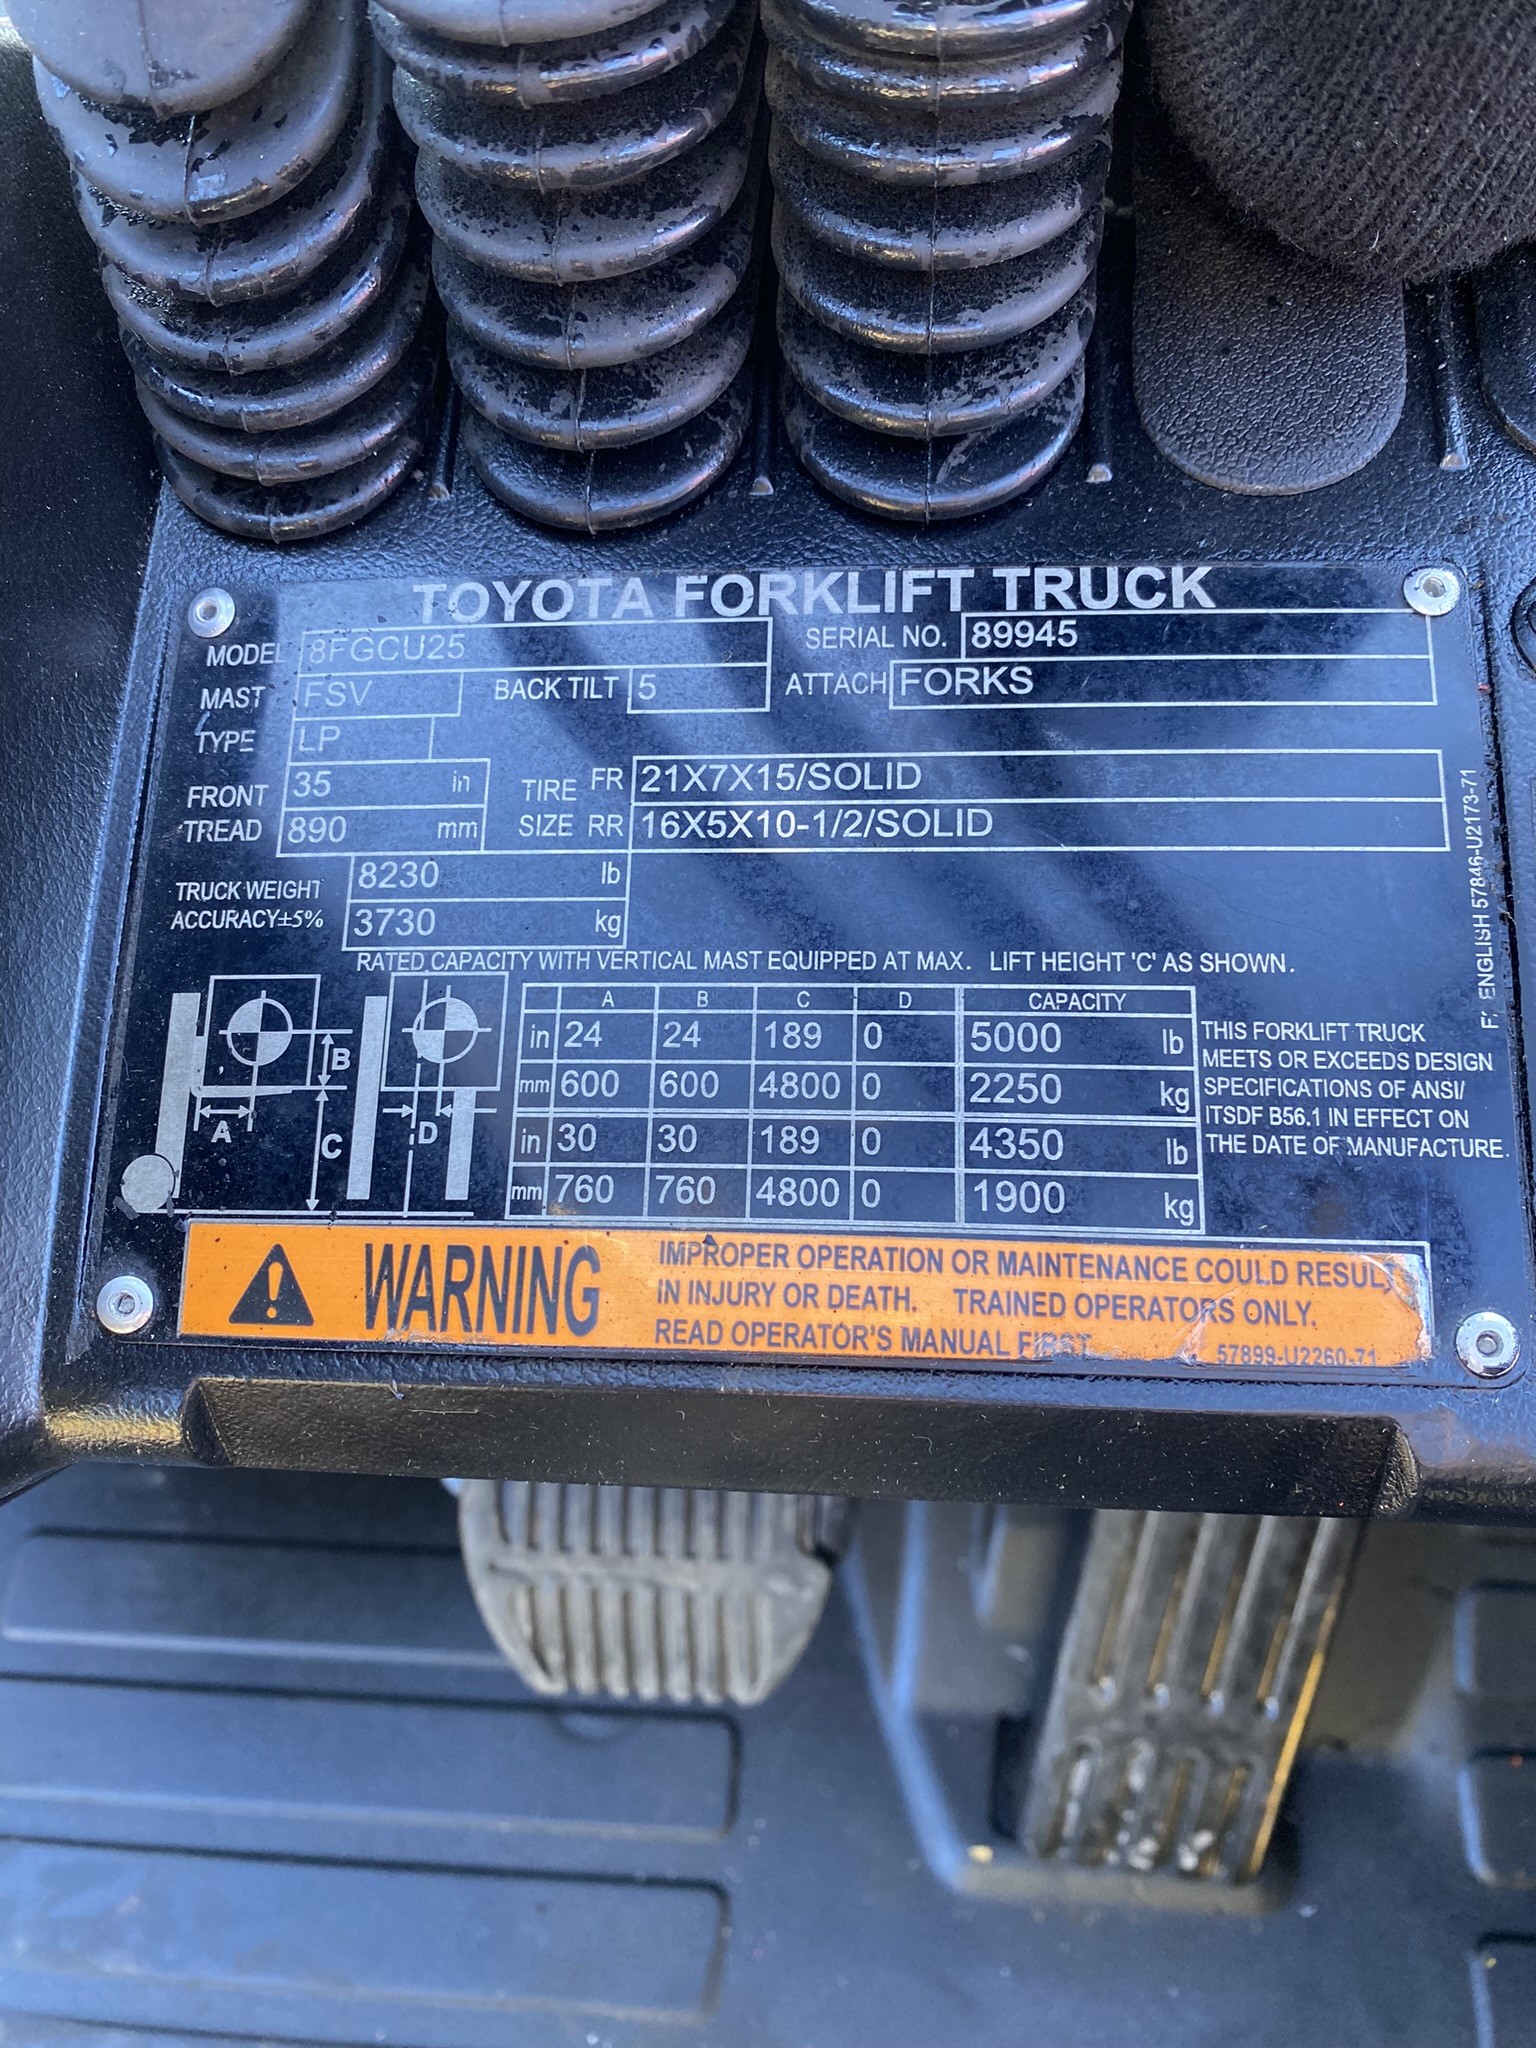 TOYOTA FORKLIFT TRUCK
MODEL 8FGCU25 SERIAL NO. 89945
MAST FSV BACK TILT 5 ATTACH FORKS
TYPE LP
FRONT TREAD 35 in TIRE SIZE FR 21X7X15/SOLID
890 mm RR 16X5X10-1/2/SOLID
TRUCK WEIGHT 8230 lb
ACCURACY±5% 3730 kg
RATED CAPACITY WITH VERTICAL MAST EQUIPPED AT MAX. LIFT HEIGHT 'C' AS SHOWN.
A B C D CAPACITY
in 24 24 189 0 5000 lb
mm 600 600 4800 0 2250 kg
in 30 30 189 0 4350 lb
mm 760 760 4800 0 1900 kg
A
B
C
D
THIS FORKLIFT TRUCK
MEETS OR EXCEEDS DESIGN
SPECIFICATIONS OF ANSI/
ITSDF B56.1 IN EFFECT ON
THE DATE OF MANUFACTURE.
ENGLISH 57846-U2173-71
WARNING
IMPROPER OPERATION OR MAINTENANCE COULD RESULT
IN INJURY OR DEATH. TRAINED OPERATORS ONLY.
READ OPERATOR'S MANUAL FIRST
57899-U2260-71